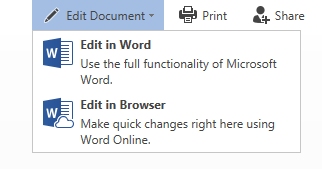 Edit Document Print Share
Edit in Word
Use the full functionality of Microsoft
Word.
Edit in Browser
Make quick changes right here using
Word Online.